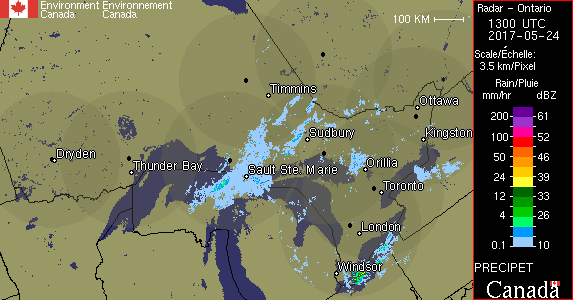 Environment Environnement
Canada Canada
100 KM
Timmins
Ottawa
Sudbury
Kingston
Dryden
Thunder Bay
Sault Ste. Marie
Orillia
Toronto
London
Windsor
Radar - Ontario
1300 UTC
2017-05-24
Scale/Échelle:
3.5 km/Pixel
Rain/Pluie
mm/hr dBZ
200 61
100 52
50 46
24 39
12 33
4 26
0.1 10
PRECIPET
Canada